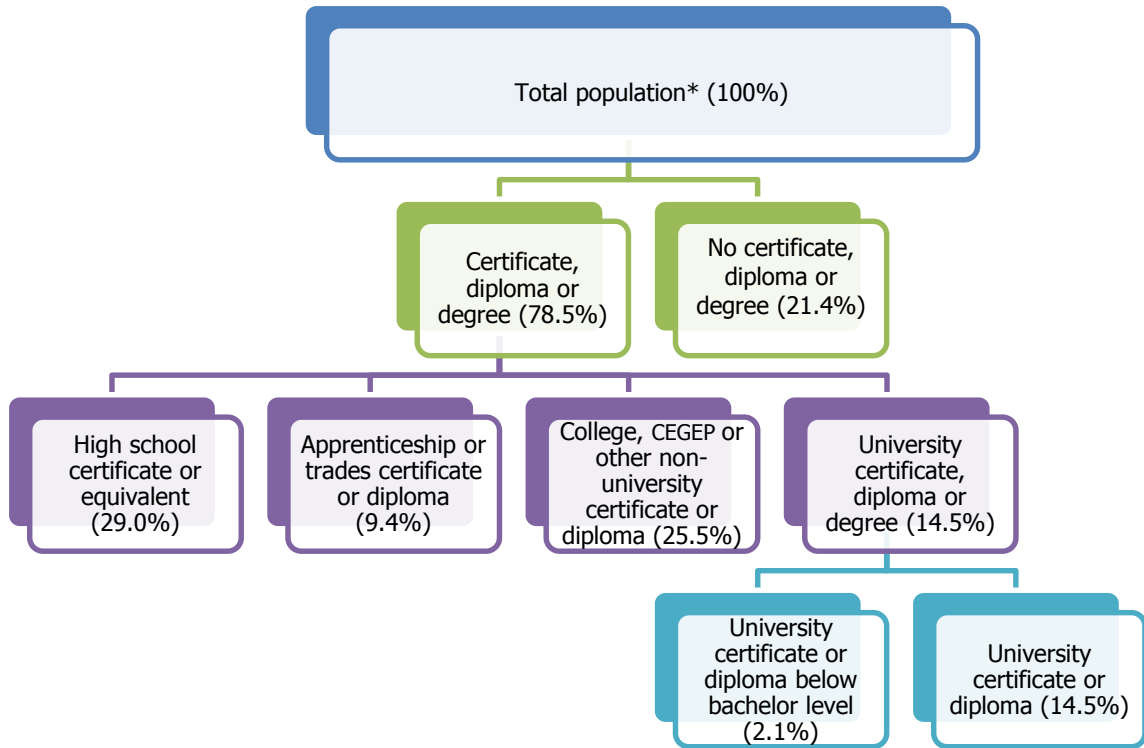 Total population* (100%)
Certificate,
diploma or
degree (78.5%)
No certificate,
diploma or
degree (21.4%)
High school
certificate or
equivalent
(29.0%)
Apprenticeship or
trades certificate
or diploma
(9.4%)
College, CEGEP or
other non-
university
certificate or
diploma (25.5%)
University
certificate,
diploma or
degree (14.5%)
University
certificate or
diploma below
bachelor level
(2.1%)
University
certificate or
diploma (14.5%)